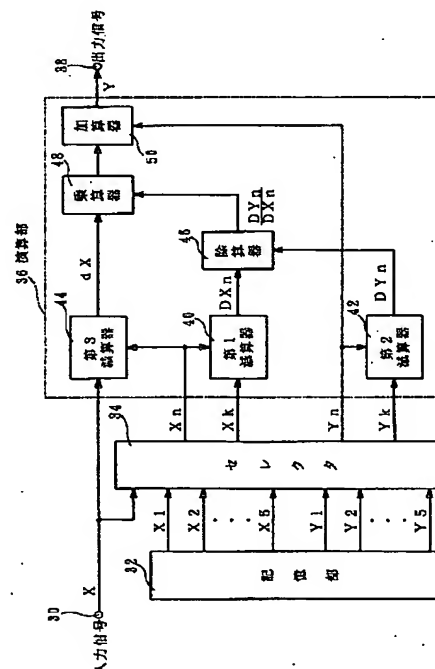 入力信号
30
X
32
記憶部
X1
X2
・・・
X5
Y1
Y2
・・・
Y5
34
セレクタ
Xn
Xk
Yn
Yk
36 演算部
44
第3減算器
40
第1減算器
42
第2減算器
dX
DXn
DYn
46
除算器
DYn
DXn
48
乗算器
加算器
50
Y
38
出力信号